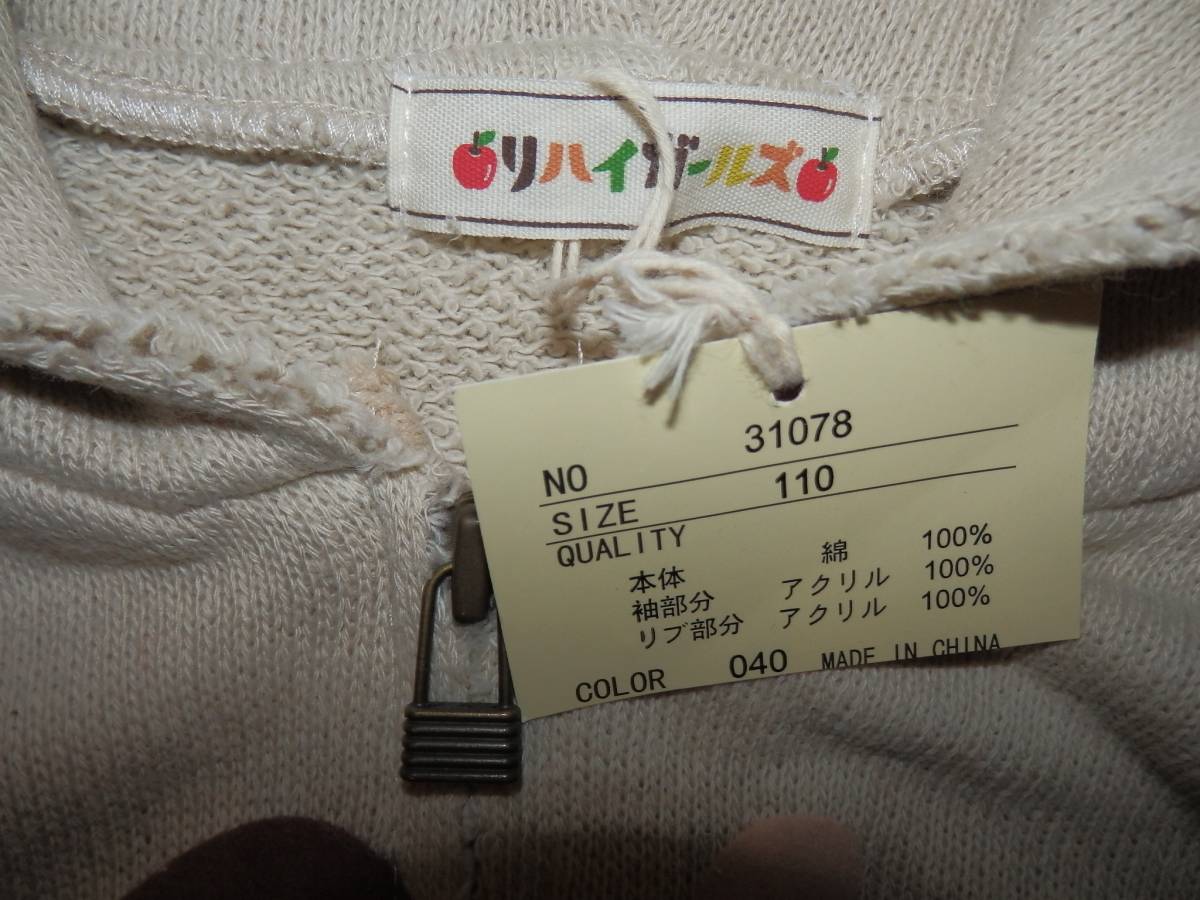 リハイガールズ
NO 31078
SIZE 110
QUALITY
本体 綿 100%
袖部分 アクリル 100%
リブ部分 アクリル 100%
COLOR 040 MADE IN CHINA